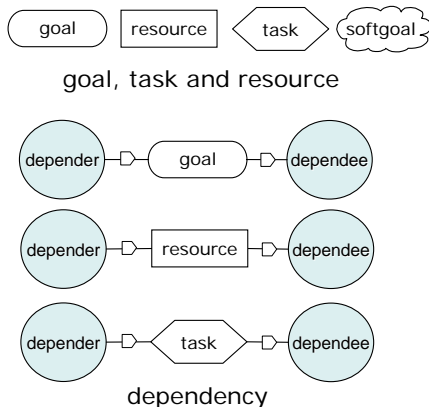 goal resource task softgoal
goal, task and resource
depender goal dependee
depender resource dependee
depender task dependee
dependency